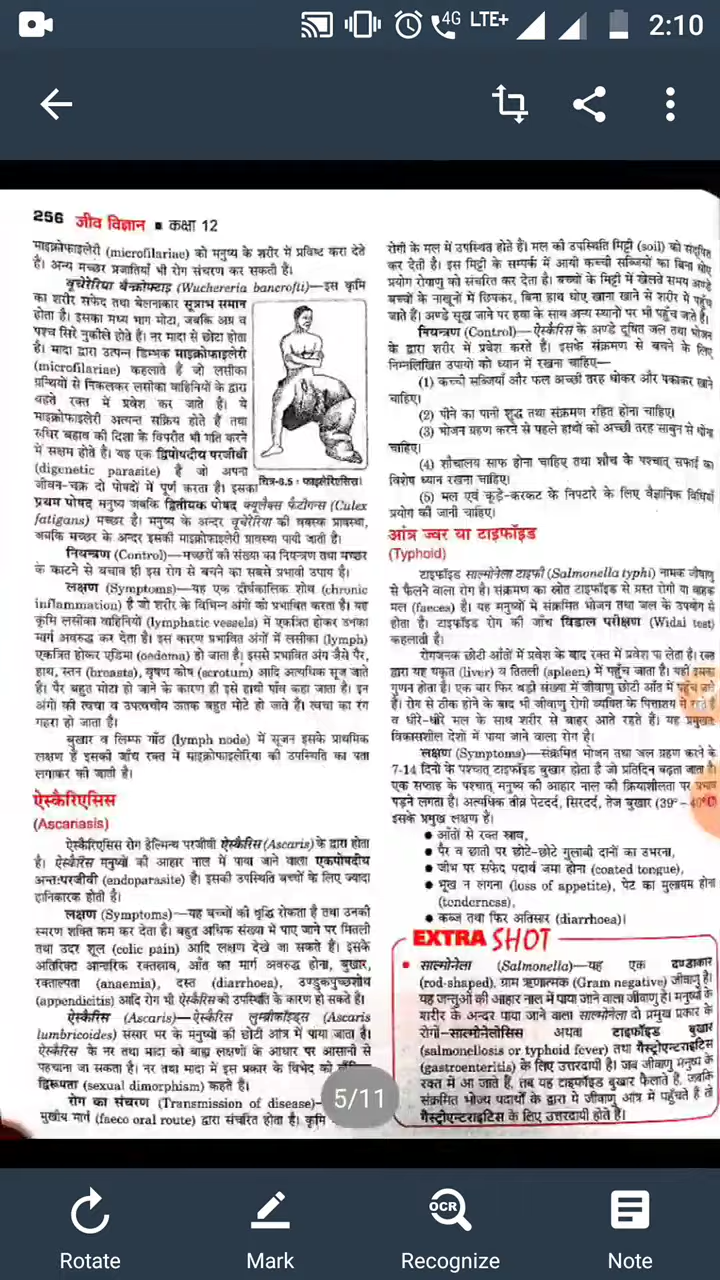 4G LTE+ 2:10
256 जीव विज्ञान ■ कक्षा 12
माइक्रोफाइलेरी (microfilariae) को मनुष्य के शरीर में प्रविष्ट करा देते
हैं। अन्य मच्छर प्रजातियाँ भी रोग संचरण कर सकती हैं।
वूचेरेरिया बैन्क्रोफ्टाइ (Wuchereria bancrofti)—इस कृमि
का शरीर सफेद तथा बेलनाकार सूत्राभ समान
होता है। इसका मध्य भाग मोटा, जबकि अग्र व
पश्च सिरे नुकीले होते हैं। नर मादा से छोटा होता
है। मादा द्वारा उत्पन्न डिम्भक माइक्रोफाइलेरी
(microfilariae) कहलाते हैं जो लसीका
ग्रन्थियों से निकलकर लसीका वाहिनियों के द्वारा
बहते रक्त में प्रवेश कर जाते हैं। ये
माइक्रोफाइलेरी अत्यन्त सक्रिय होते हैं तथा
रुधिर बहाव की दिशा के विपरीत भी गति करने
में सक्षम होते हैं। यह एक द्विपोषदीय परजीवी
(digenetic parasite) है जो अपना
जीवन-चक्र दो पोषदों में पूर्ण करता है। इसका
चित्र-8.5 : फाइलेरिएसिस।
प्रथम पोषद मनुष्य जबकि द्वितीयक पोषद क्यूलैक्स फैटीगन्स (Culex
fatigans) मच्छर है। मनुष्य के अन्दर वूचेरेरिया की वयस्क प्रावस्था,
जबकि मच्छर के अन्दर इसकी माइक्रोफाइलेरी प्रावस्था पायी जाती है।
नियन्त्रण (Control)—मच्छरों की संख्या का नियन्त्रण तथा मच्छर
के काटने से बचाव ही इस रोग से बचने का सबसे प्रभावी उपाय है।
लक्षण (Symptoms)—यह एक दीर्घकालिक शोथ (chronic
inflammation) है जो शरीर के विभिन्न अंगों को प्रभावित करता है। यह
कृमि लसीका वाहिनियों (lymphatic vessels) में एकत्रित होकर उनका
मार्ग अवरुद्ध कर देता है। इस कारण प्रभावित अंगों में लसीका (lymph)
एकत्रित होकर एडिमा (oedema) हो जाता है, इससे प्रभावित अंग जैसे पैर,
हाथ, स्तन (breasts), वृषण कोष (scrotum) आदि अत्यधिक सूज जाते
हैं। पैर बहुत मोटा हो जाने के कारण ही इसे हाथी पाँव कहा जाता है। इन
अंगों की त्वचा व उपत्वचीय ऊतक बहुत मोटे हो जाते हैं। त्वचा का रंग
गहरा हो जाता है।
बुखार व लिम्फ गाँठ (lymph node) में सूजन इसके प्राथमिक
लक्षण हैं इसकी जाँच रक्त में माइक्रोफाइलेरिया की उपस्थिति का पता
लगाकर की जाती है।
ऐस्कैरिएसिस
(Ascariasis)
ऐस्कैरिएसिस रोग हेल्मिन्थ परजीवी ऐस्कैरिस (Ascaris) के द्वारा होता
है। ऐस्कैरिस मनुष्यों की आहार नाल में पाया जाने वाला एकपोषदीय
अन्तःपरजीवी (endoparasite) है। इसकी उपस्थिति बच्चों के लिए ज्यादा
हानिकारक होती है।
लक्षण (Symptoms)—यह बच्चों की वृद्धि रोकता है तथा उनकी
स्मरण शक्ति कम कर देता है। बहुत अधिक संख्या में पाए जाने पर मितली
तथा उदर शूल (colic pain) आदि लक्षण देखे जा सकते हैं। इसके
अतिरिक्त आन्तरिक रक्तस्राव, आँत का मार्ग अवरुद्ध होना, बुखार,
रक्ताल्पता (anaemia), दस्त (diarrhoea), उण्डुकपुच्छशोथ
(appendicitis) आदि रोग भी ऐस्कैरिस की उपस्थिति के कारण हो सकते हैं।
ऐस्कैरिस (Ascaris)—ऐस्कैरिस लुम्ब्रीकॉइड्स (Ascaris
lumbricoides) संसार भर के मनुष्यों की छोटी आंत्र में पाया जाता है।
ऐस्कैरिस के नर तथा मादा को बाह्य लक्षणों के आधार पर आसानी से
पहचाना जा सकता है। नर तथा मादा में इस प्रकार के विभेद को
द्विरूपता (sexual dimorphism) कहते हैं।
रोग का संचरण (Transmission of disease)—
मुखीय मार्ग (faeco oral route) द्वारा संचरित होता है। कृमि
रोगी के मल में उपस्थित होते हैं। मल की उपस्थिति मिट्टी (soil) को संदूषित
कर देती है। इस मिट्टी के सम्पर्क में आयी कच्ची सब्जियों का बिना धोए
प्रयोग रोगाणु को संचरित कर देता है। बच्चों के मिट्टी में खेलते समय अण्डे
बच्चों के नाखूनों में छिपकर, बिना हाथ धोए खाना खाने से शरीर में पहुँच
जाते हैं। अण्डे सूख जाने पर हवा के साथ अन्य स्थानों पर भी पहुँच जाते हैं।
नियन्त्रण (Control)—ऐस्कैरिस के अण्डे दूषित जल तथा भोजन
के द्वारा शरीर में प्रवेश करते हैं। इसके संक्रमण से बचने के लिए
निम्नलिखित उपायों को ध्यान में रखना चाहिए—
(1) कच्ची सब्जियाँ और फल अच्छी तरह धोकर और पकाकर खाने
चाहिए।
(2) पीने का पानी शुद्ध तथा संक्रमण रहित होना चाहिए।
(3) भोजन ग्रहण करने से पहले हाथों को अच्छी तरह साबुन से धोना
चाहिए।
(4) शौचालय साफ होना चाहिए तथा शौच के पश्चात् सफाई का
विशेष ध्यान रखना चाहिए।
(5) मल एवं कूड़े-करकट के निपटारे के लिए वैज्ञानिक विधियाँ
प्रयोग की जानी चाहिए।
आंत्र ज्वर या टाइफॉइड
(Typhoid)
टाइफॉइड साल्मोनेला टाइफी (Salmonella typhi) नामक जीवाणु
से फैलने वाला रोग है। संक्रमण का स्रोत टाइफॉइड से ग्रस्त रोगी या वाहक
मल (faeces) है। यह मनुष्यों में संक्रमित भोजन तथा जल के उपयोग से
होता है। टाइफॉइड रोग की जाँच विडाल परीक्षण (Widal test)
कहलाती है।
रोगजनक छोटी आँतों में प्रवेश के बाद रक्त में प्रवेश पा लेता है। रक्त
द्वारा यह यकृत (liver) व तिल्ली (spleen) में पहुँच जाता है। यहाँ इसका
गुणन होता है। एक बार फिर बड़ी संख्या में जीवाणु छोटी आँत में पहुँच जाते
हैं। रोग से ठीक होने के बाद भी जीवाणु रोगी व्यक्ति के पित्ताशय में
व धीरे-धीरे मल के साथ शरीर से बाहर आते रहते हैं। यह प्रमुखतः
विकासशील देशों में पाया जाने वाला रोग है।
लक्षण (Symptoms)—संक्रमित भोजन तथा जल ग्रहण करने के
7-14 दिनों के पश्चात् टाइफॉइड बुखार होता है जो प्रतिदिन बढ़ता जाता है।
एक सप्ताह के पश्चात् मनुष्य की आहार नाल की क्रियाशीलता पर प्रभाव
पड़ने लगता है। अत्यधिक तीव्र पेटदर्द, सिरदर्द, तेज बुखार (39°–40°C)
इसके प्रमुख लक्षण हैं।
● आँतों से रक्त स्राव,
● पैर व छाती पर छोटे-छोटे गुलाबी दानों का उभरना,
● जीभ पर सफेद पदार्थ जमा होना (coated tongue),
● भूख न लगना (loss of appetite), पेट का मुलायम होना
(tenderness),
● कब्ज तथा फिर अतिसार (diarrhoea)।
EXTRA SHOT
● साल्मोनेला (Salmonella)—यह एक दण्डाकार
(rod-shaped), ग्राम ऋणात्मक (Gram negative) जीवाणु है।
यह जन्तुओं की आहार नाल में पाया जाने वाला जीवाणु है। मनुष्यों के
शरीर के अन्दर पाया जाने वाला साल्मोनेला दो प्रमुख प्रकार के
रोगों-साल्मोनेलोसिस अथवा टाइफॉइड बुखार
(salmonellosis or typhoid fever) तथा गैस्ट्रोएन्टराइटिस
(gastroenteritis) के लिए उत्तरदायी है। जब जीवाणु मनुष्य के
रक्त में आ जाते हैं, तब यह टाइफॉइड बुखार फैलाते हैं, जबकि
संक्रमित भोज्य पदार्थों के द्वारा ये जीवाणु आंत्र में पहुँचते हैं तो
गैस्ट्रोएन्टराइटिस के लिए उत्तरदायी होते हैं।
5/11
Rotate
Mark
OCR
Recognize
Note